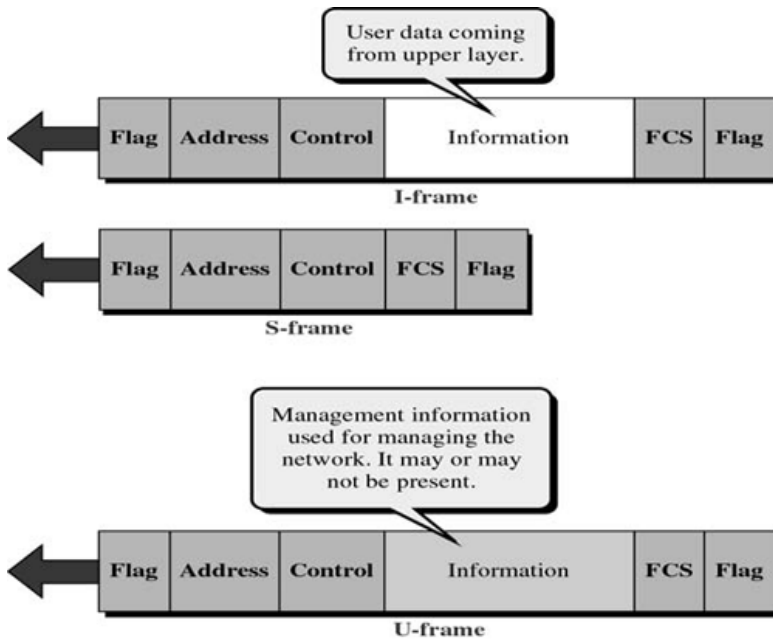 User data coming
from upper layer.
Flag Address Control Information FCS Flag
I-frame
Flag Address Control FCS Flag
S-frame
Management information
used for managing the
network. It may or may
not be present.
Flag Address Control Information FCS Flag
U-frame